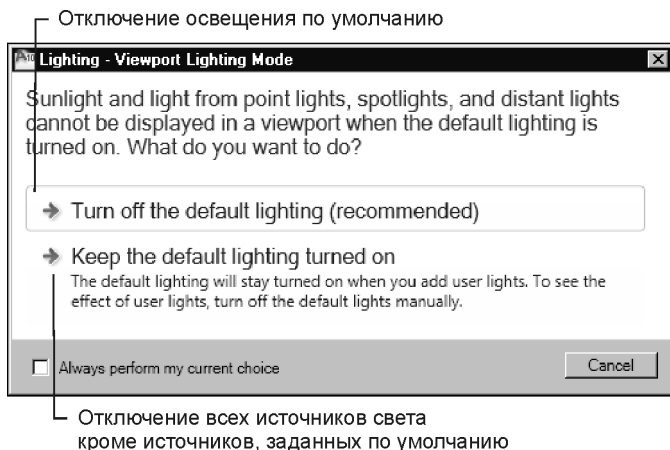 Отключение освещения по умолчанию
Lighting - Viewport Lighting Mode
Sunlight and light from point lights, spotlights, and distant lights
cannot be displayed in a viewport when the default lighting is
turned on. What do you want to do?
Turn off the default lighting (recommended)
Keep the default lighting turned on
The default lighting will stay turned on when you add user lights. To see the
effect of user lights, turn off the default lights manually.
Always perform my current choice
Cancel
Отключение всех источников света
кроме источников, заданных по умолчанию